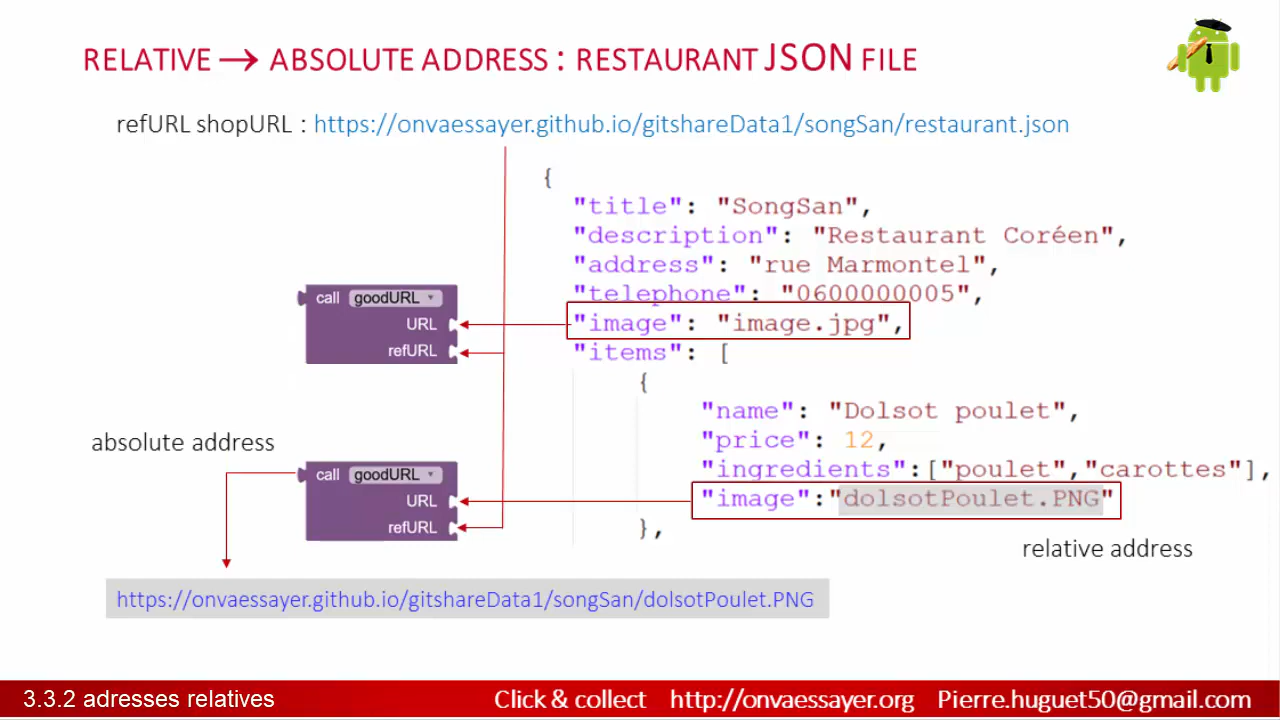 RELATIVE → ABSOLUTE ADDRESS : RESTAURANT JSON FILE
refURL shopURL : https://onvaessayer.github.io/gitshareData1/songSan/restaurant.json
{
"title": "SongSan",
"description": "Restaurant Coréen",
"address": "rue Marmontel",
"telephone": "0600000005",
"image": "image.jpg",
"items": [
{
"name": "Dolsot poulet",
"price": 12,
"ingredients":["poulet","carottes"],
"image":"dolsotPoulet.PNG"
},
call goodURL
URL
refURL
absolute address
call goodURL
URL
refURL
relative address
https://onvaessayer.github.io/gitshareData1/songSan/dolsotPoulet.PNG
3.3.2 adresses relatives
Click & collect http://onvaessayer.org Pierre.huguet50@gmail.com